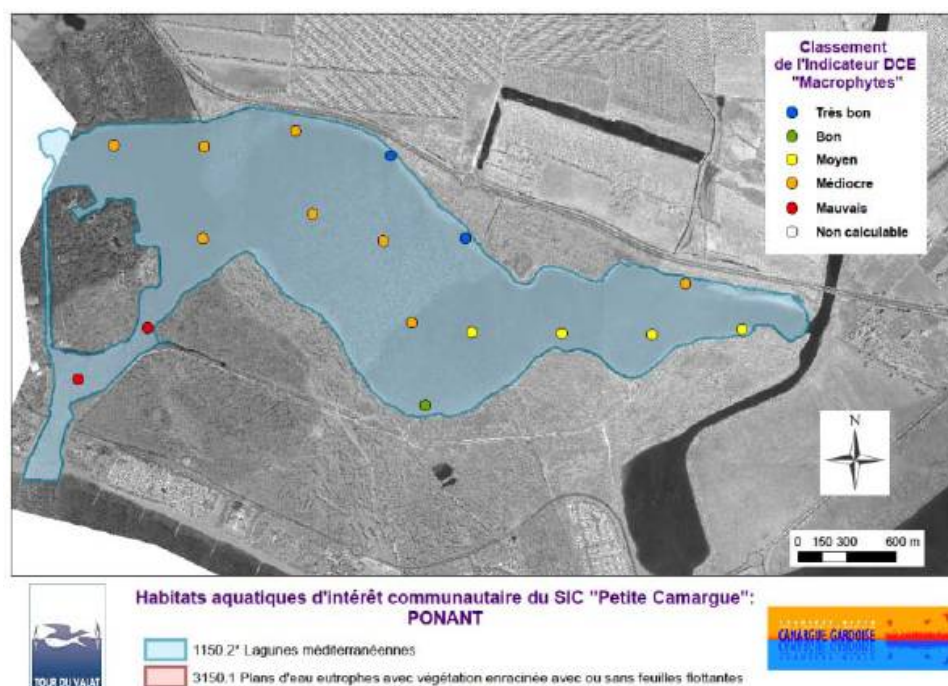 Classement
de l'Indicateur DCE
"Macrophytes"
Très bon
Bon
Moyen
Médiocre
Mauvais
Non calculable
N
0 150 300 600 m
Habitats aquatiques d'intérêt communautaire du SIC "Petite Camargue":
PONANT
1150.2* Lagunes méditerranéennes
3150.1 Plans d'eau eutrophes avec végétation enracinée avec ou sans feuilles flottantes
TOUR DU VALAT
CAMARGUE GARDOISE